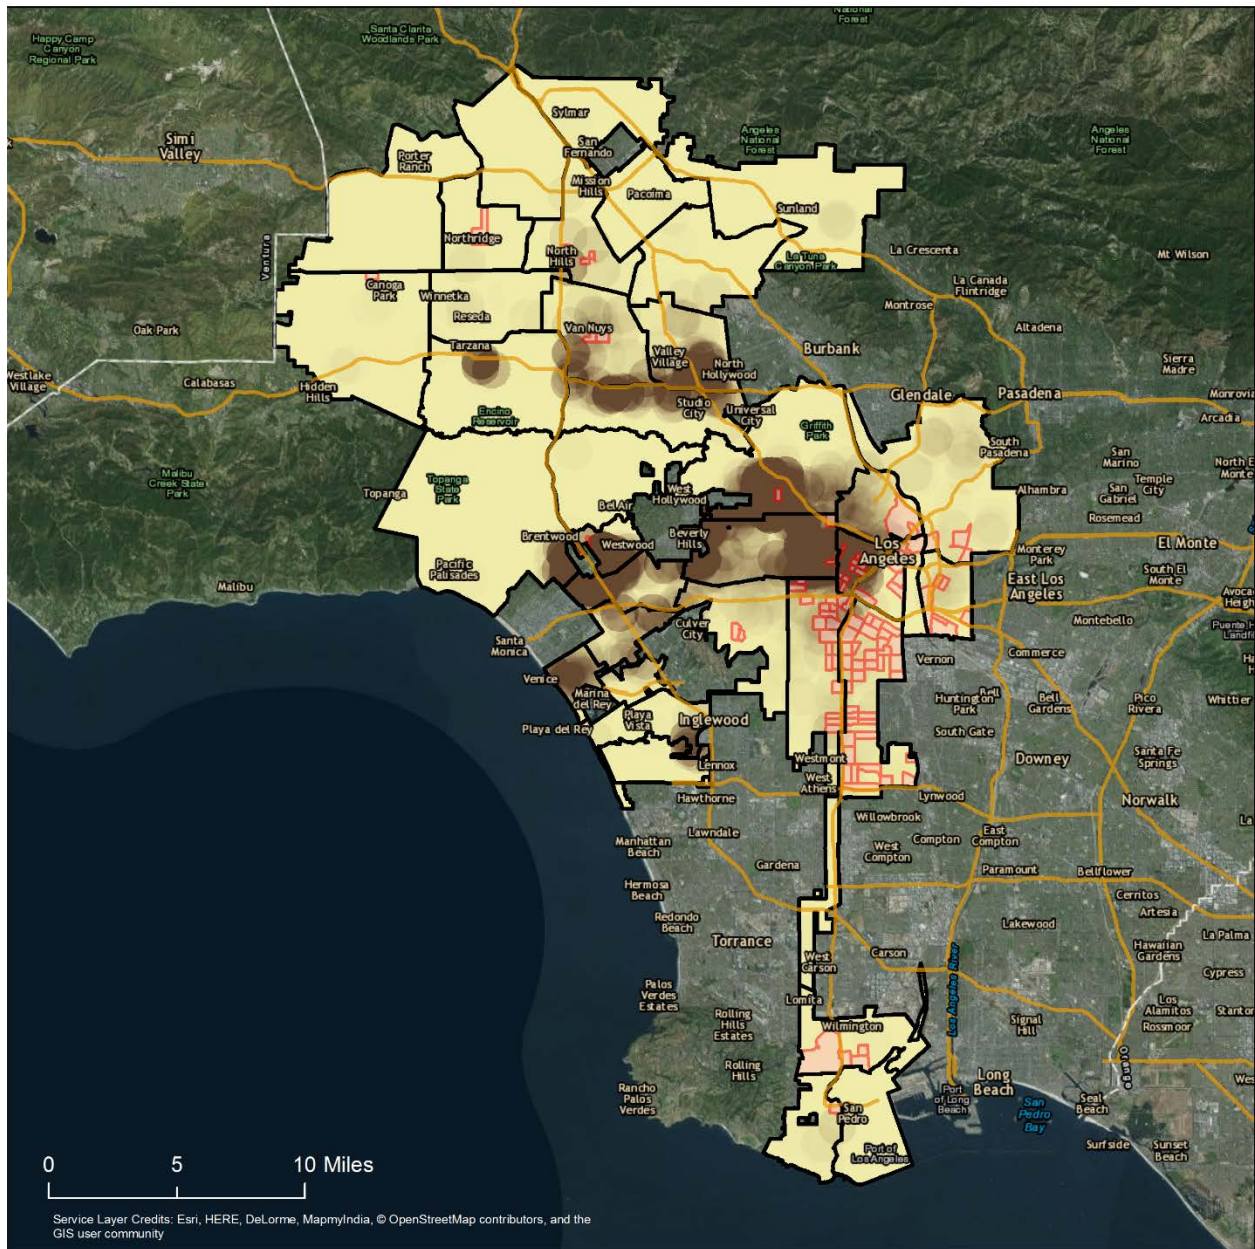 National
Forest
Santa Clarita
Woodlands Park
Happy Camp
Canyon
Regional Park
Sylmar
San
Fernando
Angeles
National
Forest
Angeles
National
Forest
Simi
Valley
Porter
Ranch
Mission
Hills
Pacoima
Sunland
Northridge
North
Hills
La Tuna
Canyon Park
La Crescenta
Mt Wilson
Ventura
Canoga
Park
Winnetka
La Canada
Flintridge
Montrose
Reseda
Oak Park
Van Nuys
Altadena
Tarzana
Valley
Village
North
Hollywood
Burbank
Sierra
Madre
Westlake
Village
Calabasas
Hidden
Hills
Glendale
Pasadena
Monrovia
Encino
Reservoir
Studio
City
Universal
City
Arcadia
Griffith
Park
South
Pasadena
San
Marino
North E
Monte
Malibu
Creek State
Park
Topanga
Topanga
State
Park
West
Hollywood
Alhambra
San
Gabriel
Temple
City
Bel Air
Rosemead
Brentwood
Westwood
Beverly
Hills
Los
Angeles
Monterey
Park
El Monte
Pacific
Palisades
East Los
Angeles
South El
Monte
Malibu
Avoca
Heigh
Culver
City
Montebello
Puente H
Landfi
Santa
Monica
Vernon
Commerce
Ha
H
Venice
Marina
del Rey
Huntington
Park
Bell
Bell
Gardens
Pico
Rivera
Whittier
Playa del Rey
Playa
Vista
Inglewood
South Gate
Lennox
Westmont
Downey
Santa Fe
Springs
West
Athens
Hawthorne
Lynwood
Norwalk
La
Manhattan
Beach
Lawndale
Willowbrook
West
Compton
Compton
East
Compton
Gardena
Paramount
Bellflower
Hermosa
Beach
Cerritos
Artesia
Redondo
Beach
Lakewood
La Palma
Torrance
West
Carson
Carson
Hawaiian
Gardens
Cypress
Palos
Verdes
Estates
Lomita
Los Angeles River
Los
Alamitos
Rossmoor
Stanton
Rolling
Hills
Estates
Wilmington
Signal
Hill
Rolling
Hills
Orange
Rancho
Palos
Verdes
Long
Beach
Port
of Long
Beach
San
Pedro
Bay
Seal
Beach
Wes
San
Pedro
Port of
Los Angeles
Surfside
Sunset
Beach
0 5 10 Miles
Service Layer Credits: Esri, HERE, DeLorme, MapmyIndia, © OpenStreetMap contributors, and the
GIS user community